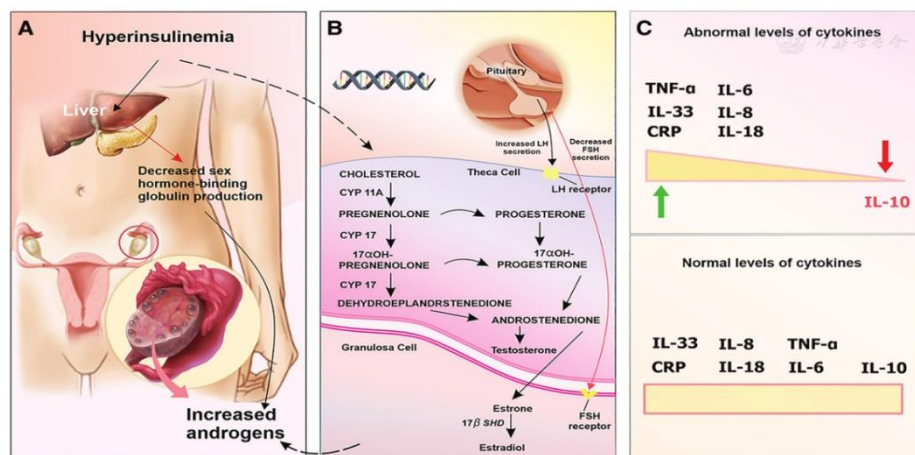 A
Hyperinsulinemia
Liver
Decreased sex
hormone-binding
globulin production
Increased
androgens
B
Pituitary
Increased LH
secretion
Decreased
FSH
secretion
Theca Cell
LH receptor
CHOLESTEROL
CYP 11A
PREGNENOLONE
PROGESTERONE
CYP 17
17αOH-
PREGNENOLONE
17αOH-
PROGESTERONE
CYP 17
DEHYDROEPLANDRSTENEDIONE
ANDROSTENEDIONE
Testosterone
Granulosa Cell
Estrone
17β SHD
Estradiol
FSH
receptor
C
Abnormal levels of cytokines
TNF-α IL-6
IL-33 IL-8
CRP IL-18
IL-10
Normal levels of cytokines
IL-33 IL-8 TNF-α
CRP IL-18 IL-6 IL-10